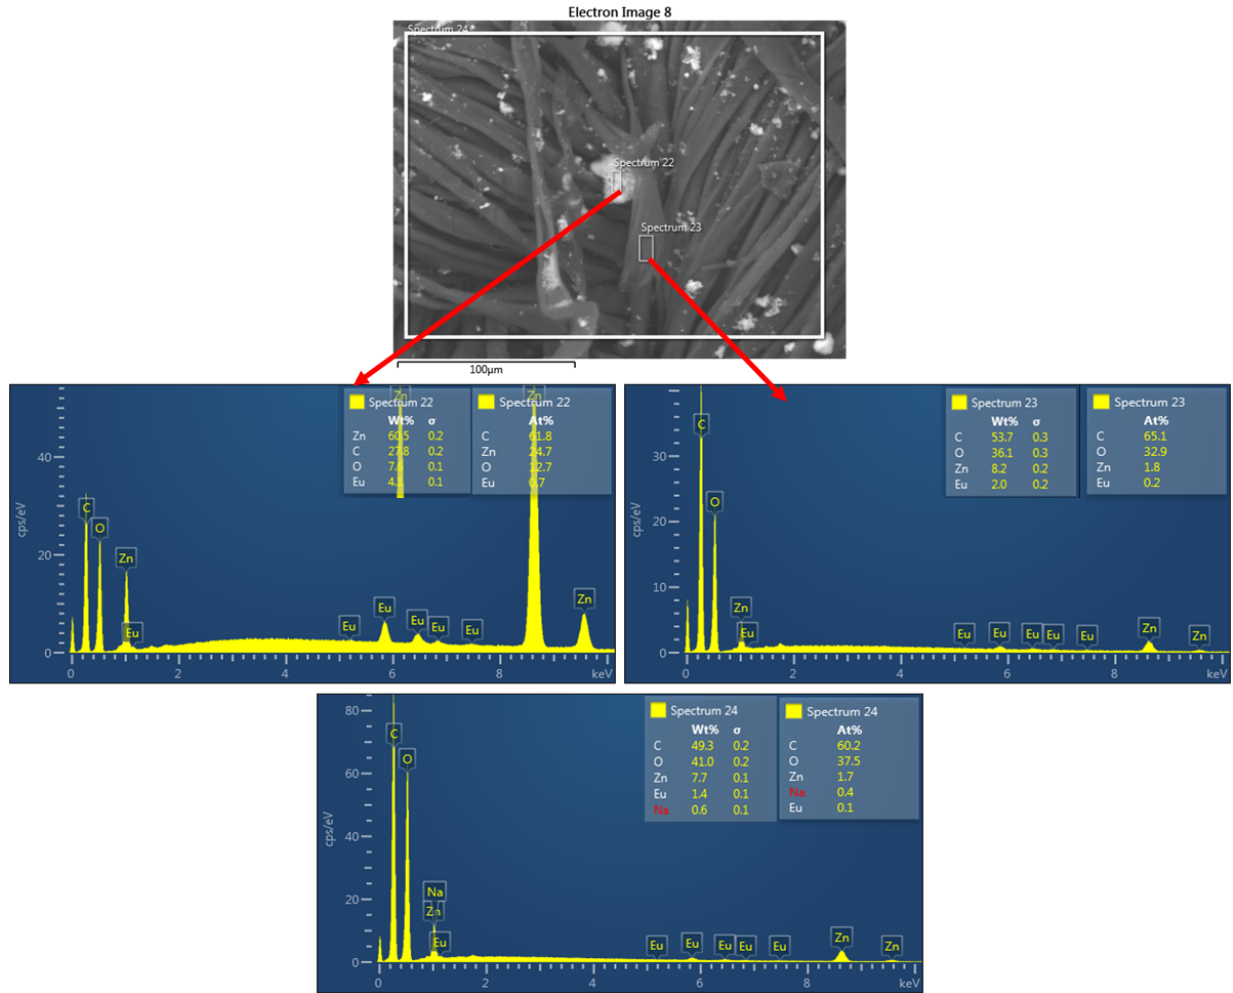 Electron Image 8
Spectrum 24
Spectrum 22
Spectrum 23
100µm
Spectrum 22
Wt% σ
Zn 60.5 0.2
C 27.8 0.2
O 7.6 0.1
Eu 0.1
Spectrum 22
At%
C 61.8
Zn 24.7
O 12.7
Eu 0.7
cps/eV
40
20
0
C
O
Zn
Eu
Eu
Eu
Eu
Eu
Eu
Zn
Zn
Zn
0 2 4 6 8 keV
Spectrum 23
Wt% σ
C 53.7 0.3
O 36.1 0.3
Zn 8.2 0.2
Eu 2.0 0.2
Spectrum 23
At%
C 65.1
O 32.9
Zn 1.8
Eu 0.2
cps/eV
30
20
10
0
C
O
Zn
Eu
Eu
Eu
Eu
Eu
Eu
Zn
Zn
0 2 4 6 8 keV
Spectrum 24
Wt% σ
C 49.3 0.2
O 41.0 0.2
Zn 7.7 0.1
Eu 1.4 0.1
Na 0.6 0.1
Spectrum 24
At%
C 60.2
O 37.5
Zn 1.7
Na 0.4
Eu 0.1
cps/eV
80
60
40
20
0
C
O
Na
Zn
Eu
Eu
Eu
Eu
Eu
Eu
Zn
Zn
0 2 4 6 8 keV